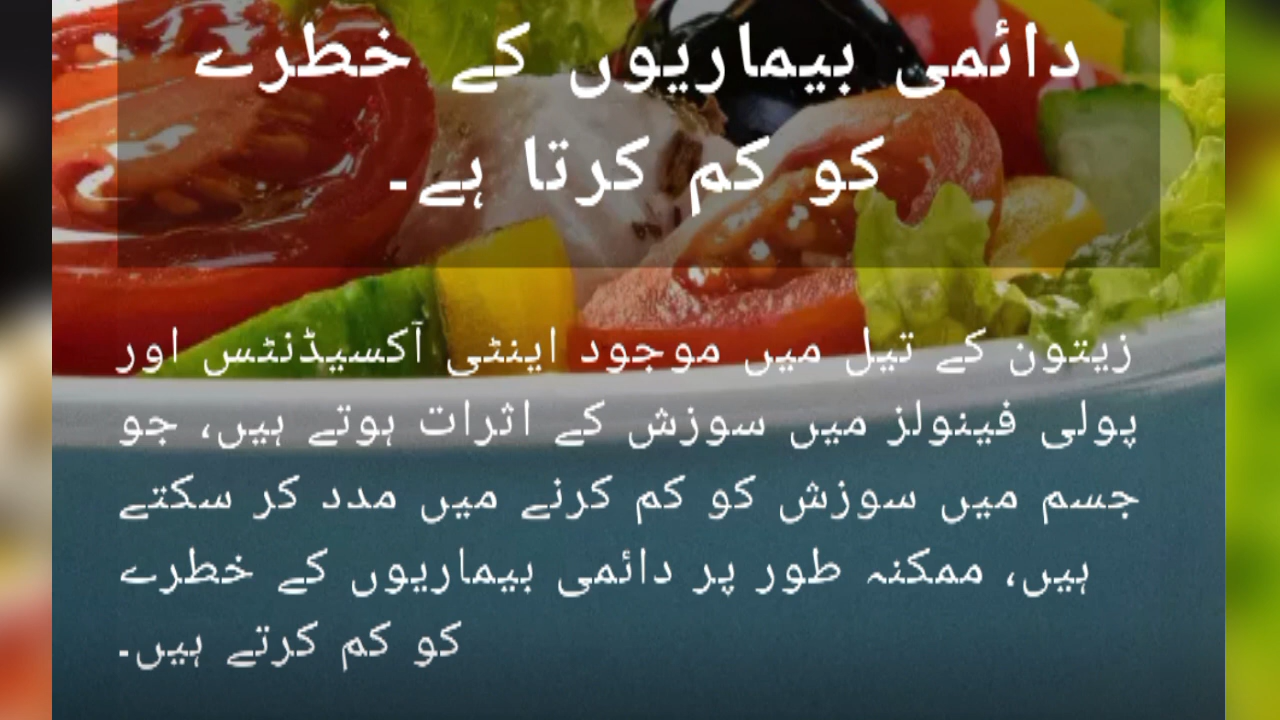 دائمی بیماریوں کے خطرے
کو کم کرتا ہے۔
زیتون کے تیل میں موجود اینٹی آکسیڈنٹس اور
پولی فینولز میں سوزش کے اثرات ہوتے ہیں، جو
جسم میں سوزش کو کم کرنے میں مدد کر سکتے
ہیں، ممکنہ طور پر دائمی بیماریوں کے خطرے
کو کم کرتے ہیں۔